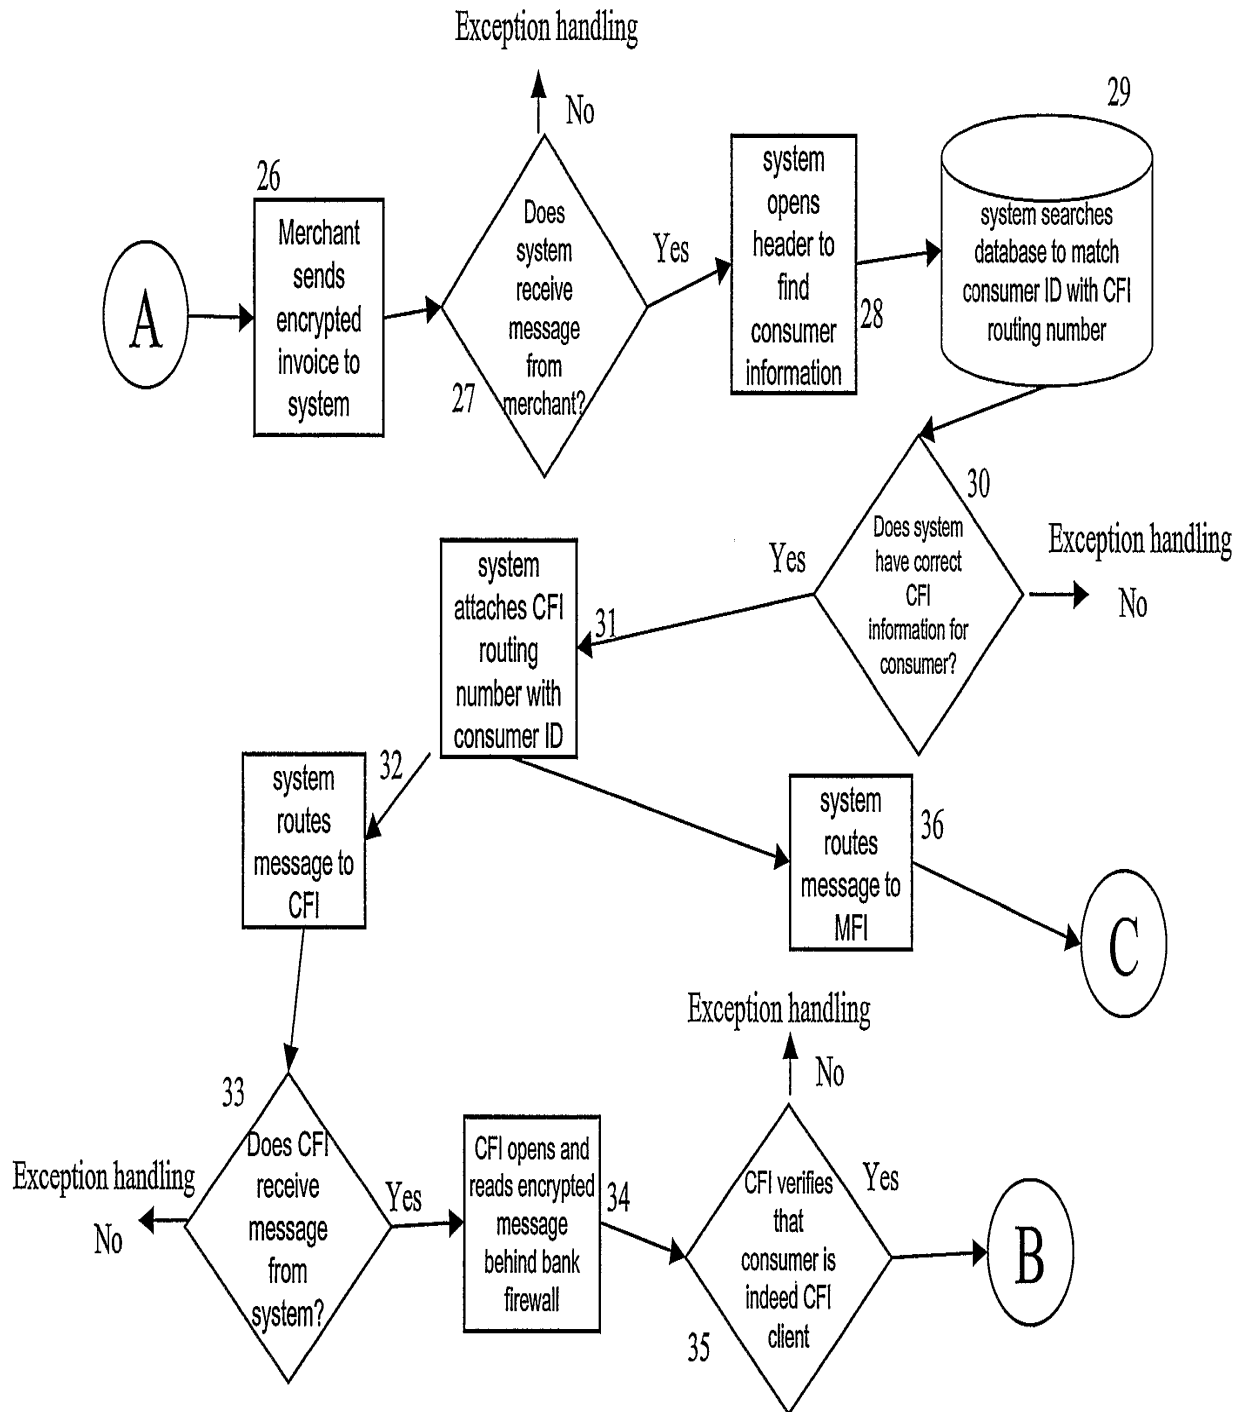 Exception handling
No
29
26
Merchant
sends
encrypted
invoice to
system
A
Does
system
receive
message
from
merchant?
27
Yes
system
opens
header to
find
consumer
information
28
system searches
database to match
consumer ID with CFI
routing number
30
Does system
have correct
CFI
information for
consumer?
Exception handling
No
Yes
system
attaches CFI
routing
number with
consumer ID
31
32
system
routes
message to
CFI
system
routes
message to
MFI
36
C
33
Does CFI
receive
message
from
system?
Exception handling
No
Yes
CFI opens and
reads encrypted
message
behind bank
firewall
34
Exception handling
No
CFI verifies
that
consumer is
indeed CFI
client
35
Yes
B